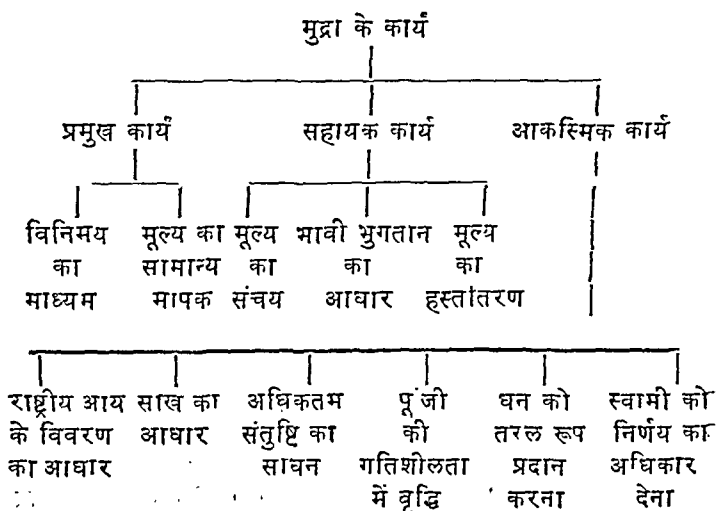 मुद्रा के कार्य
प्रमुख कार्य सहायक कार्य आकस्मिक कार्य
विनिमय मूल्य का मूल्य भावी भुगतान मूल्य
का सामान्य का का का
माध्यम मापक संचय आधार हस्तांतरण
राष्ट्रीय आय साख का अधिकतम पूंजी धन को स्वामी को
के विवरण आधार संतुष्टि का की तरल रूप निर्णय का
का आधार साधन गतिशीलता प्रदान अधिकार
में वृद्धि करना देना